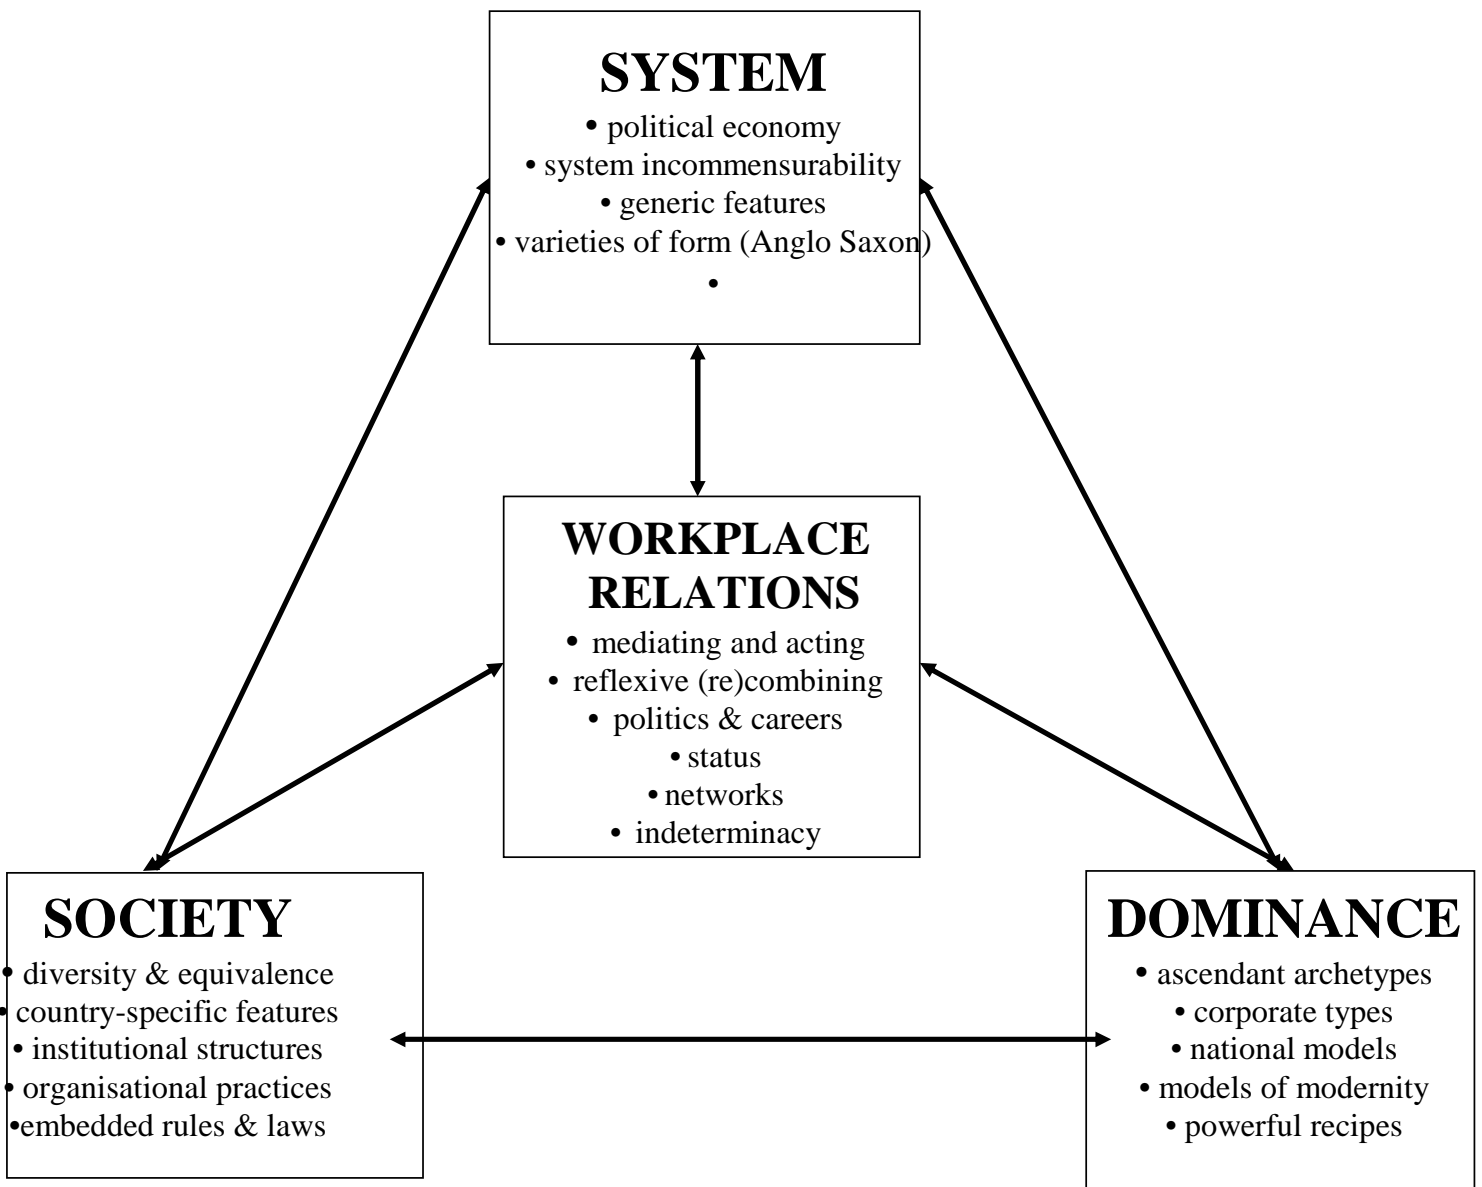 SYSTEM
• political economy
• system incommensurability
• generic features
• varieties of form (Anglo Saxon)
•
WORKPLACE
RELATIONS
• mediating and acting
• reflexive (re)combining
• politics & careers
• status
• networks
• indeterminacy
SOCIETY
• diversity & equivalence
• country-specific features
• institutional structures
• organisational practices
•embedded rules & laws
DOMINANCE
• ascendant archetypes
• corporate types
• national models
• models of modernity
• powerful recipes